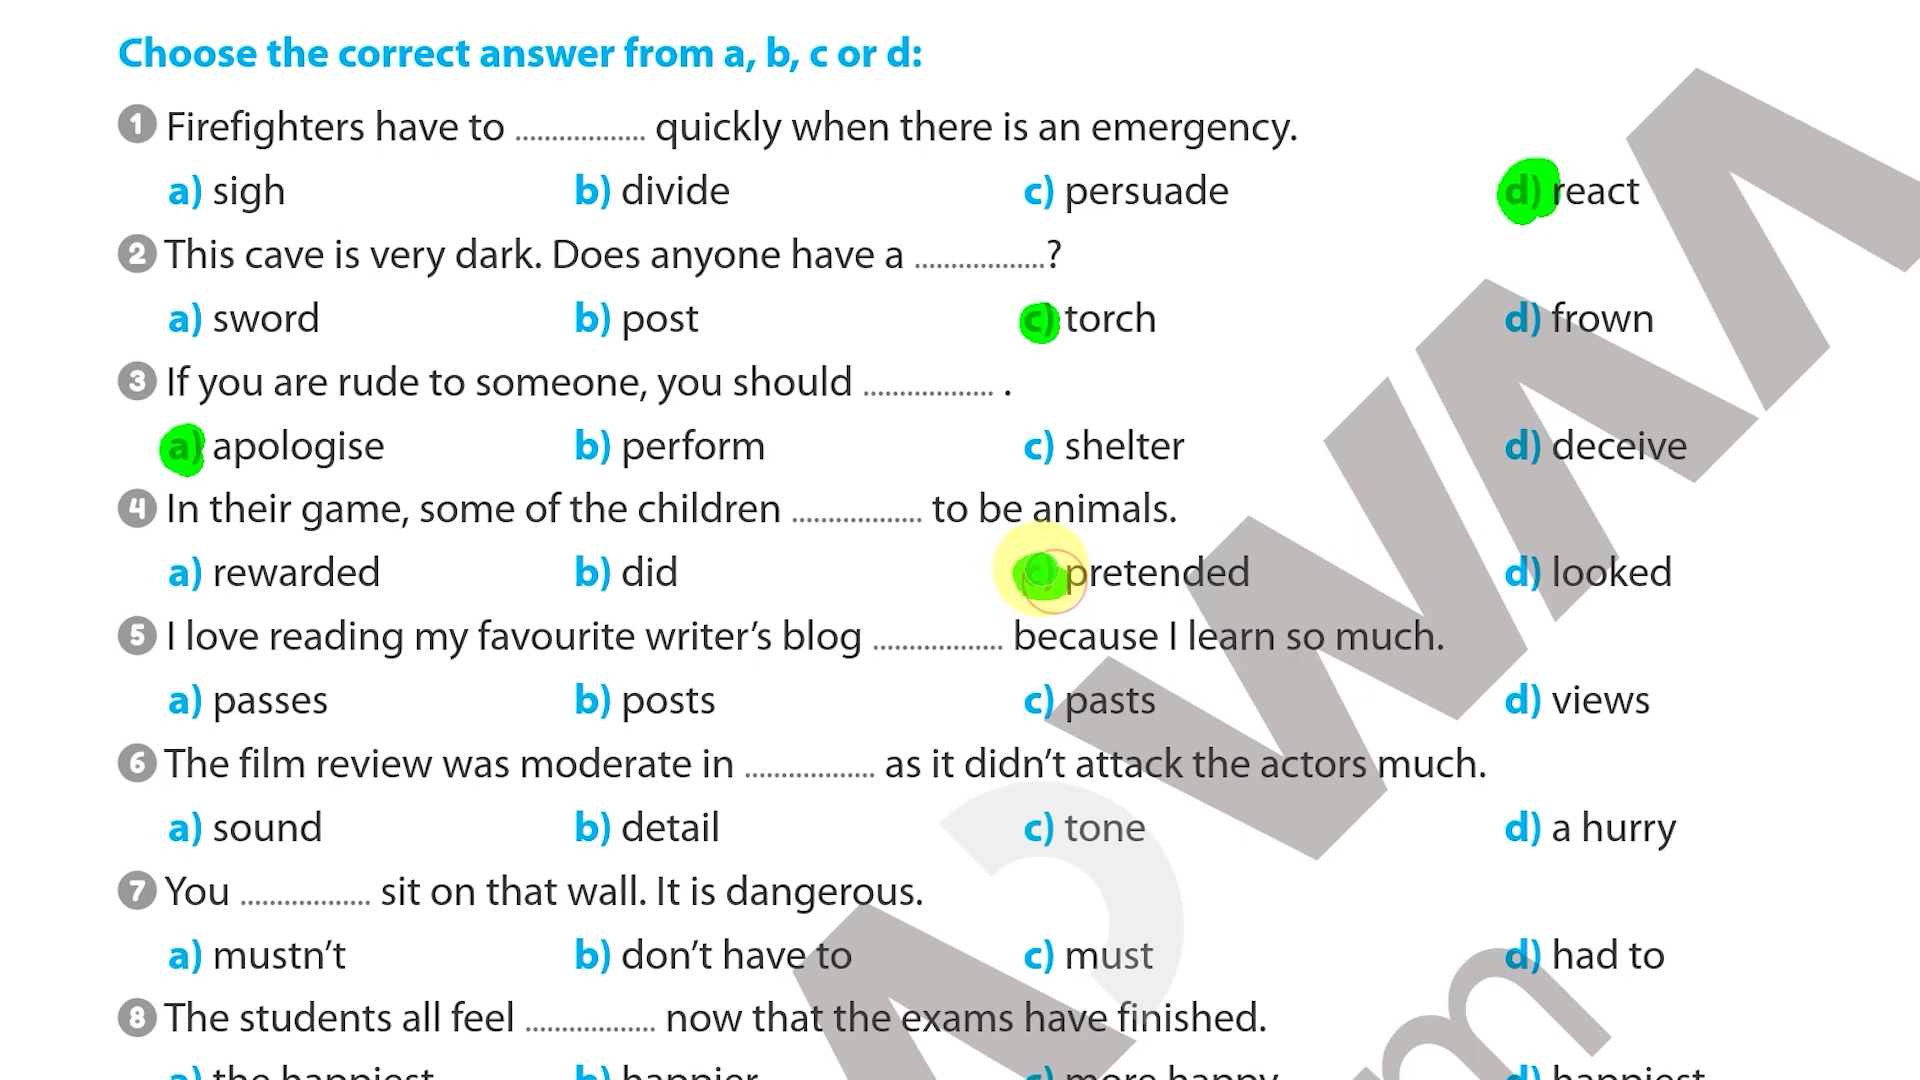 Choose the correct answer from a, b, c or d:
1 Firefighters have to .................. quickly when there is an emergency.
a) sigh b) divide c) persuade d) react
2 This cave is very dark. Does anyone have a ..................?
a) sword b) post c) torch d) frown
3 If you are rude to someone, you should .................. .
a) apologise b) perform c) shelter d) deceive
4 In their game, some of the children .................. to be animals.
a) rewarded b) did c) pretended d) looked
5 I love reading my favourite writer’s blog .................. because I learn so much.
a) passes b) posts c) pasts d) views
6 The film review was moderate in .................. as it didn’t attack the actors much.
a) sound b) detail c) tone d) a hurry
7 You .................. sit on that wall. It is dangerous.
a) mustn’t b) don’t have to c) must d) had to
8 The students all feel .................. now that the exams have finished.
a) the happiest b) happier c) more happy d) happiest